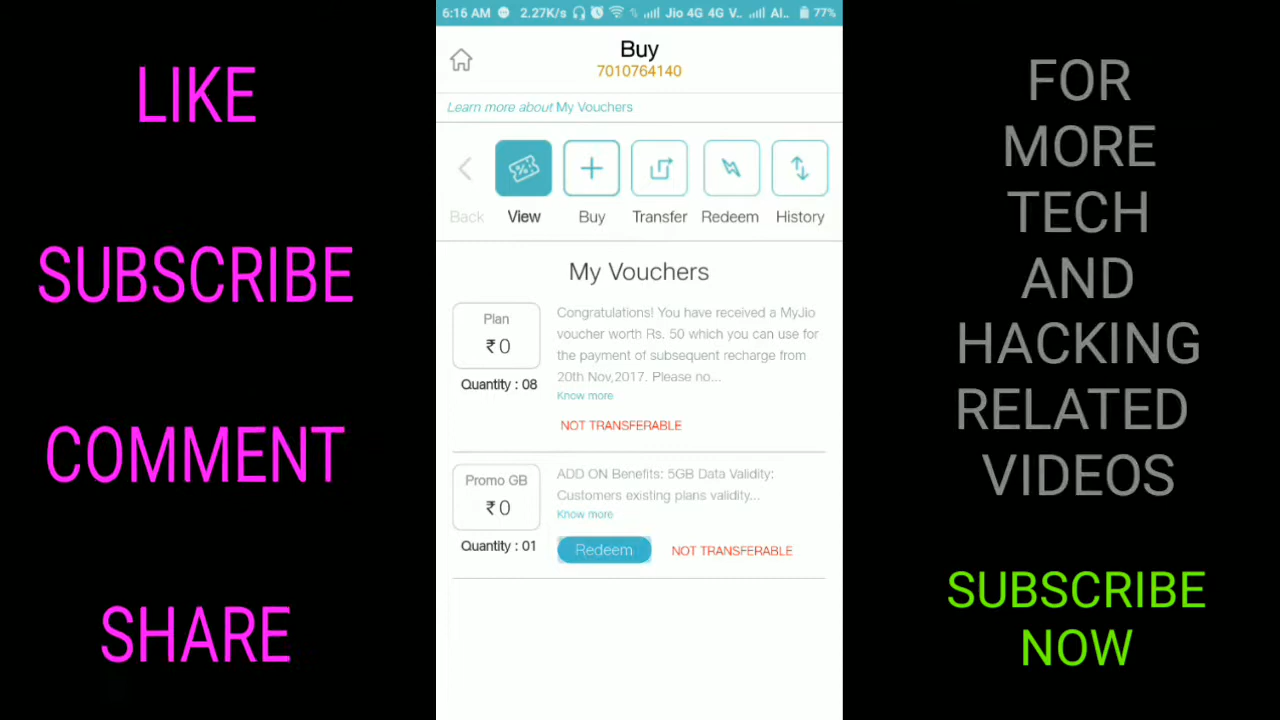 LIKE
SUBSCRIBE
COMMENT
SHARE
6:16 AM 2.27K/s Jio 4G 4G V.. AI.. 77%
Buy
7010764140
Learn more about My Vouchers
Back View Buy Transfer Redeem History
My Vouchers
Plan
₹0
Quantity : 08
Congratulations! You have received a MyJio
voucher worth Rs. 50 which you can use for
the payment of subsequent recharge from
20th Nov,2017. Please no...
Know more
NOT TRANSFERABLE
Promo GB
₹0
Quantity : 01
ADD ON Benefits: 5GB Data Validity:
Customers existing plans validity...
Know more
Redeem NOT TRANSFERABLE
FOR
MORE
TECH
AND
HACKING
RELATED
VIDEOS
SUBSCRIBE
NOW